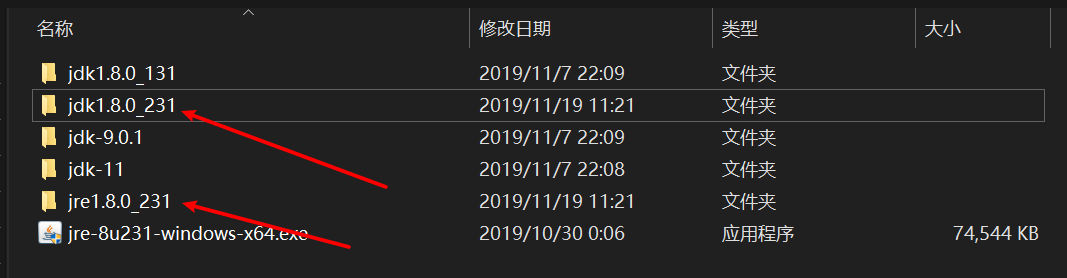 名称 修改日期 类型 大小
jdk1.8.0_131 2019/11/7 22:09 文件夹
jdk1.8.0_231 2019/11/19 11:21 文件夹
jdk-9.0.1 2019/11/7 22:09 文件夹
jdk-11 2019/11/7 22:08 文件夹
jre1.8.0_231 2019/11/19 11:21 文件夹
jre-8u231-windows-x64.exe 2019/10/30 0:06 应用程序 74,544 KB